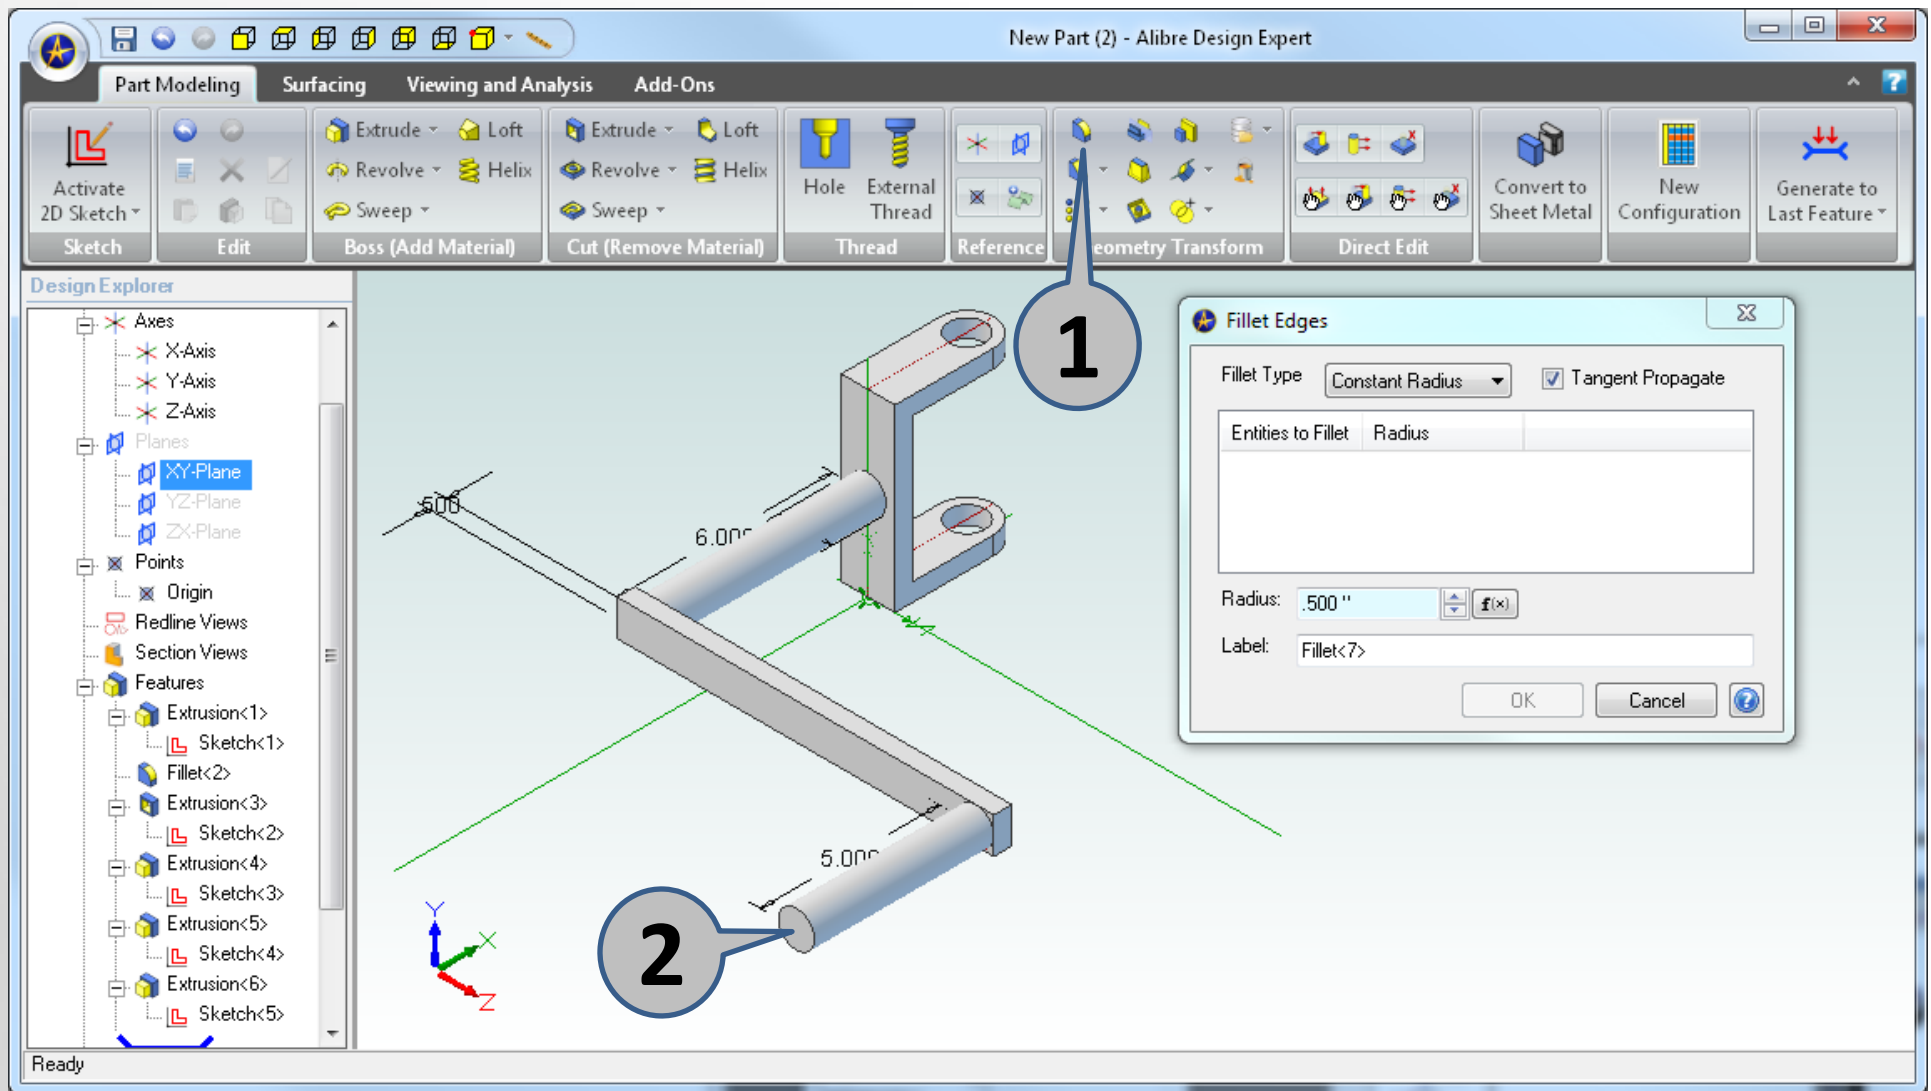 New Part (2) - Alibre Design Expert
Part Modeling Surfacing Viewing and Analysis Add-Ons
Activate
2D Sketch
Sketch
Edit
Extrude Loft
Revolve Helix
Sweep
Boss (Add Material)
Extrude Loft
Revolve Helix
Sweep
Cut (Remove Material)
Hole External
Thread
Thread
Reference
eometry Transform
Direct Edit
Convert to
Sheet Metal
New
Configuration
Generate to
Last Feature
Design Explorer
Axes
X-Axis
Y-Axis
Z-Axis
Planes
XY-Plane
YZ-Plane
ZX-Plane
Points
Origin
Redline Views
Section Views
Features
Extrusion<1>
Sketch<1>
Fillet<2>
Extrusion<3>
Sketch<2>
Extrusion<4>
Sketch<3>
Extrusion<5>
Sketch<4>
Extrusion<6>
Sketch<5>
Ready
1
.500
6.000
5.000
2
Y
X
Z
Fillet Edges
Fillet Type Constant Radius Tangent Propagate
Entities to Fillet Radius
Radius: .500 " f(x)
Label: Fillet<7>
OK Cancel ?